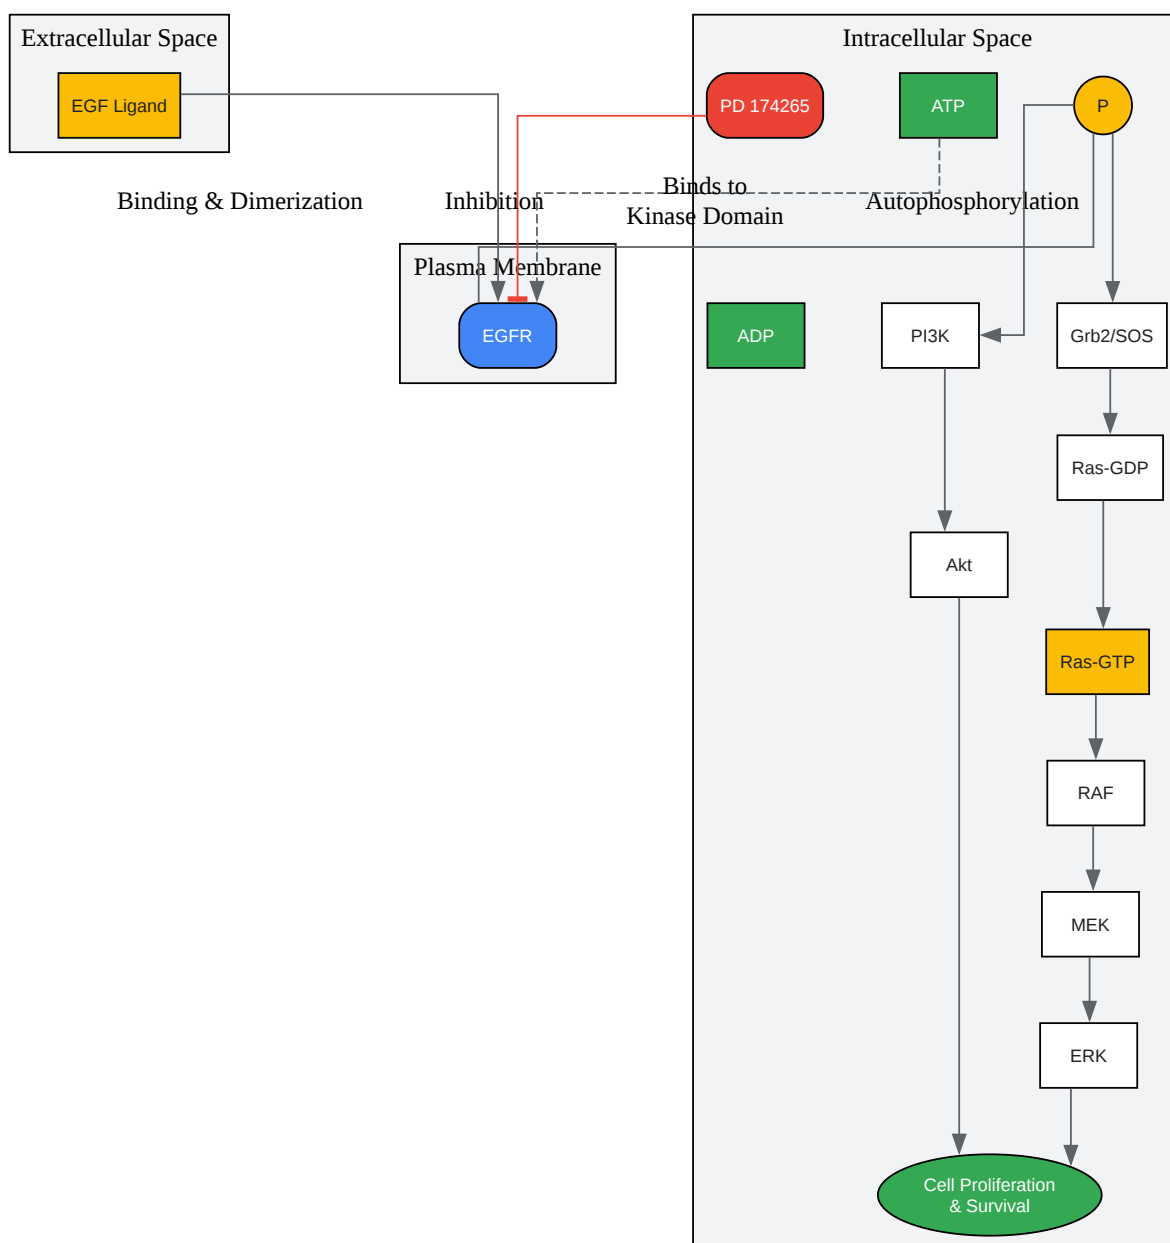 Extracellular Space
Intracellular Space
EGF Ligand
PD 174265
ATP
P
Binding & Dimerization
Inhibition
Binds to
Kinase Domain
Autophosphorylation
Plasma Membrane
EGFR
ADP
PI3K
Grb2/SOS
Ras-GDP
Akt
Ras-GTP
RAF
MEK
ERK
Cell Proliferation
& Survival